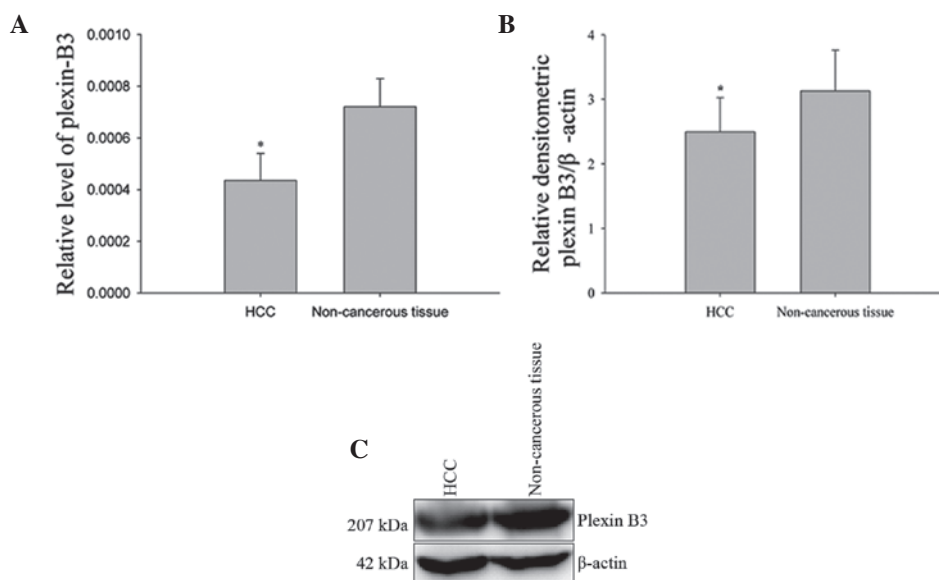 A
Relative level of plexin-B3
0.0010
0.0008
0.0006
0.0004
0.0002
0.0000
*
HCC
Non-cancerous tissue
B
Relative densitometric
plexin B3/β -actin
4
3
2
1
0
*
HCC
Non-cancerous tissue
C
HCC
Non-cancerous tissue
207 kDa
Plexin B3
42 kDa
β-actin